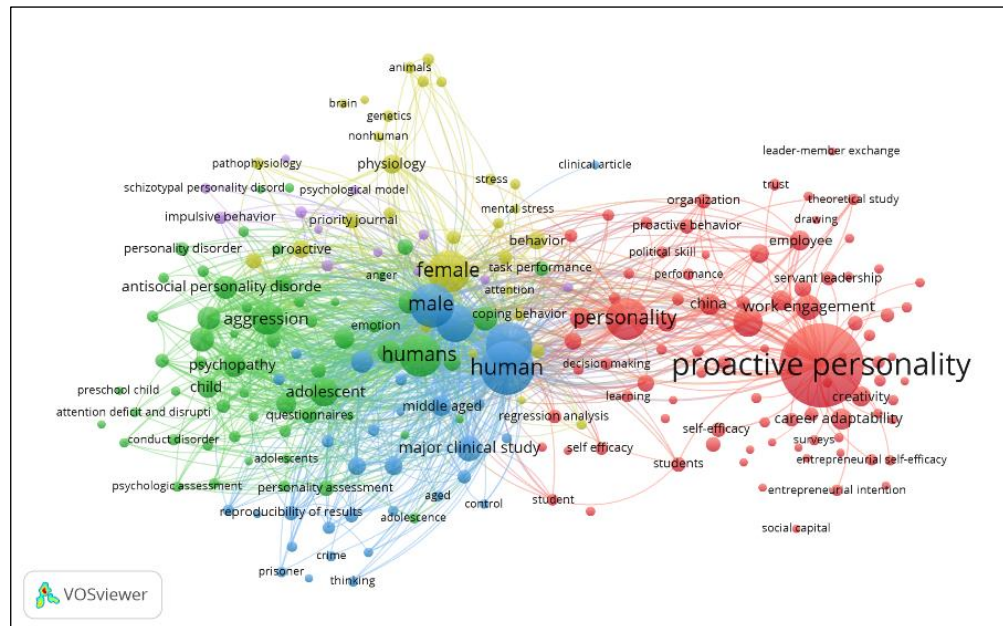 animals
brain
genetics
nonhuman
pathophysiology
physiology
clinical article
leader-member exchange
schizotypal personality disord
psychological model
stress
trust
theoretical study
organization
impulsive behavior
priority journal
mental stress
drawing
proactive behavior
personality disorder
proactive
behavior
political skill
employee
anger
female
task performance
performance
servant leadership
antisocial personality disorde
attention
male
china
work engagement
aggression
emotion
coping behavior
personality
humans
human
decision making
proactive personality
psychopathy
child
preschool child
adolescent
learning
creativity
attention deficit and disrupti
questionnaires
middle aged
regression analysis
career adaptability
conduct disorder
self-efficacy
surveys
major clinical study
self efficacy
adolescents
students
entrepreneurial self-efficacy
psychologic assessment
personality assessment
aged
control
student
entrepreneurial intention
reproducibility of results
adolescence
social capital
crime
prisoner
thinking
VOSviewer